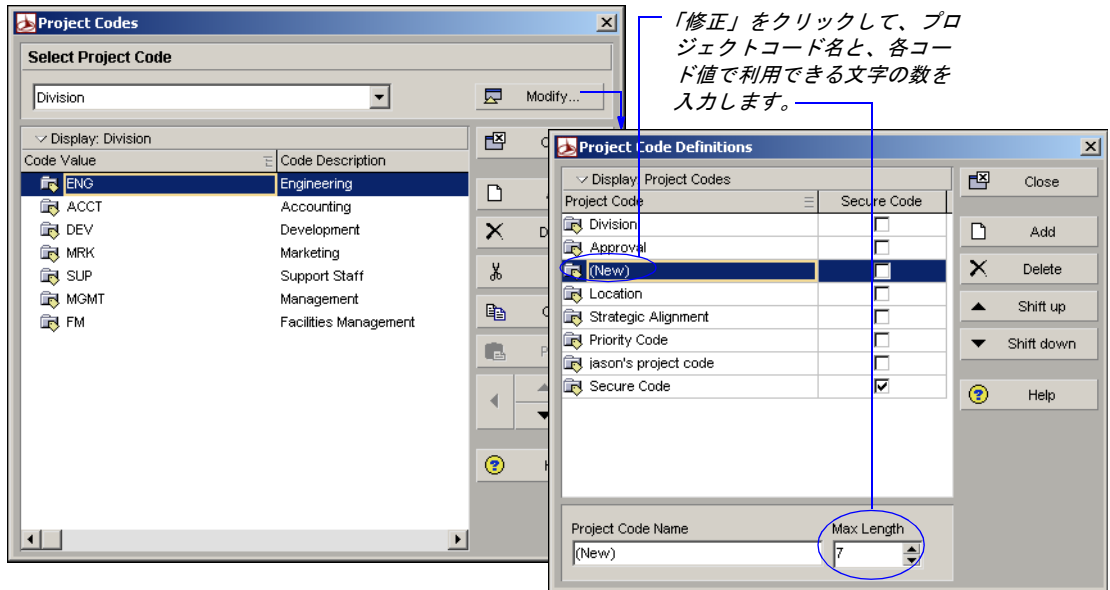 Project Codes
Select Project Code
Division
Modify...
Display: Division
Code Value Code Description
ENG Engineering
ACCT Accounting
DEV Development
MRK Marketing
SUP Support Staff
MGMT Management
FM Facilities Management
「修正」をクリックして、プロ
ジェクトコード名と、各コー
ド値で利用できる文字の数を
入力します。
Project Code Definitions
Display: Project Codes
Project Code Secure Code
Division
Approval
(New)
Location
Strategic Alignment
Priority Code
jason's project code
Secure Code
Close
Add
Delete
Shift up
Shift down
Help
Project Code Name Max Length
(New) 7